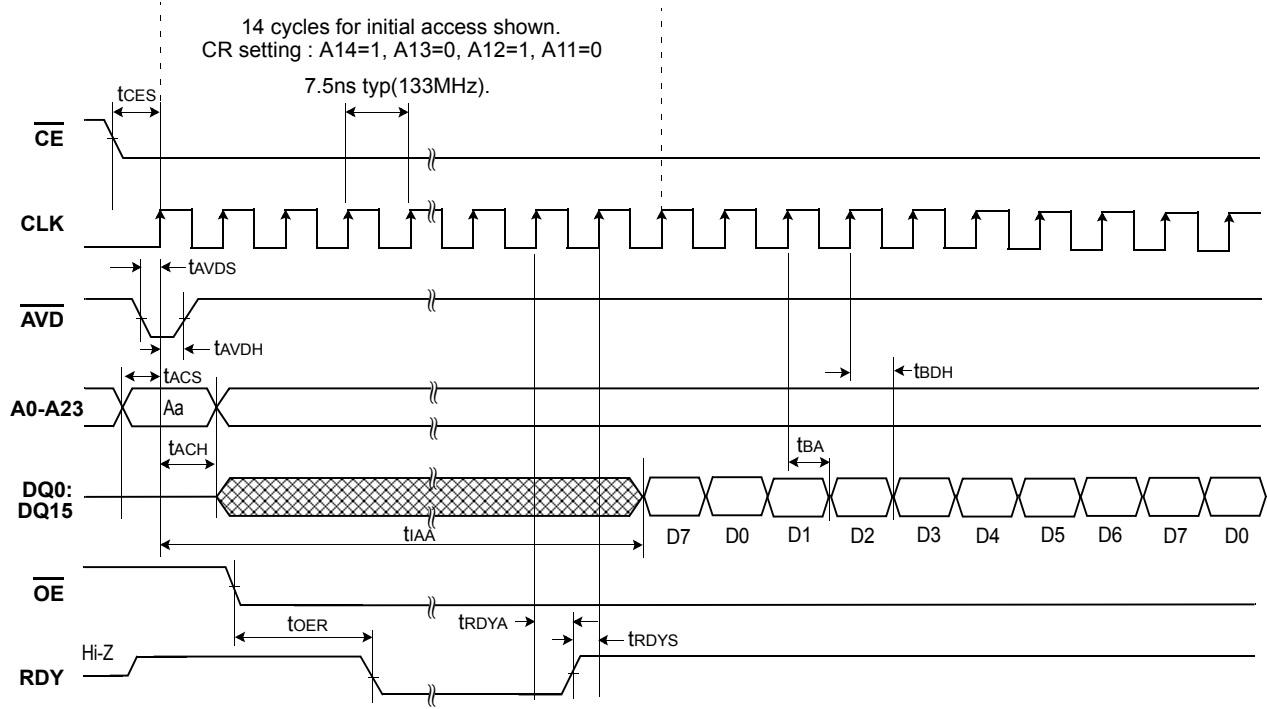 14 cycles for initial access shown.
CR setting : A14=1, A13=0, A12=1, A11=0
7.5ns typ(133MHz).
tCES
CE
CLK
tAVDS
AVD
tAVDH
tACS
tBDH
A0-A23
Aa
tACH
tBA
DQ0:
DQ15
tIAA
D7 D0 D1 D2 D3 D4 D5 D6 D7 D0
OE
tOER
tRDYA
tRDYS
Hi-Z
RDY